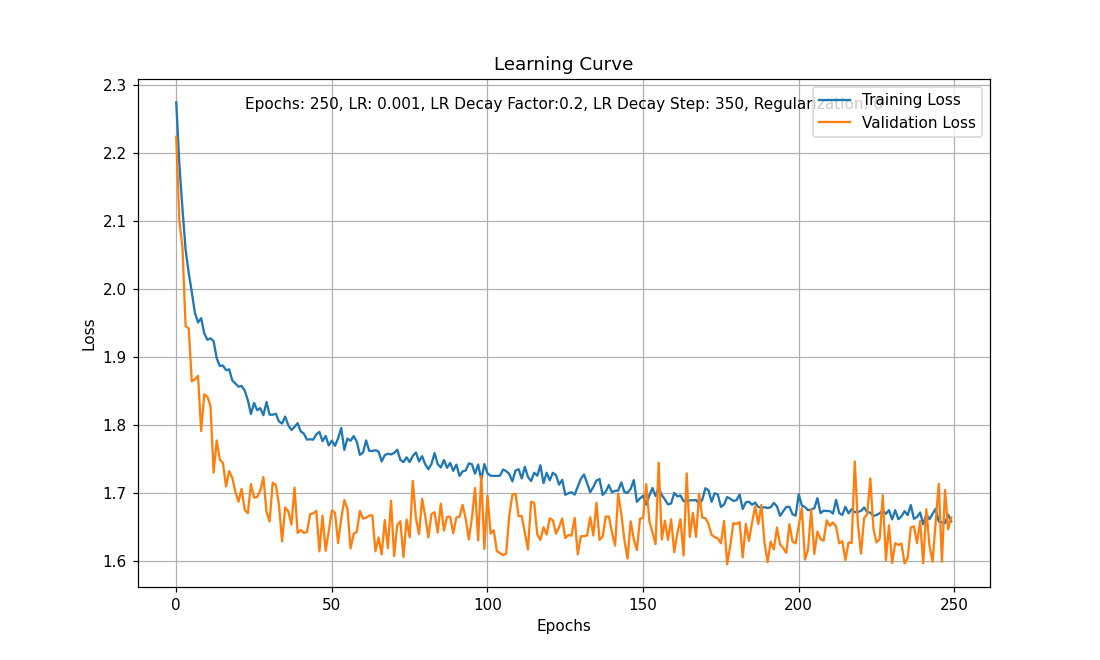 Learning Curve
Epochs: 250, LR: 0.001, LR Decay Factor:0.2, LR Decay Step: 350, Regularization: 0
Training Loss
Validation Loss
2.3
2.2
2.1
2.0
1.9
1.8
1.7
1.6
Loss
0 50 100 150 200 250
Epochs